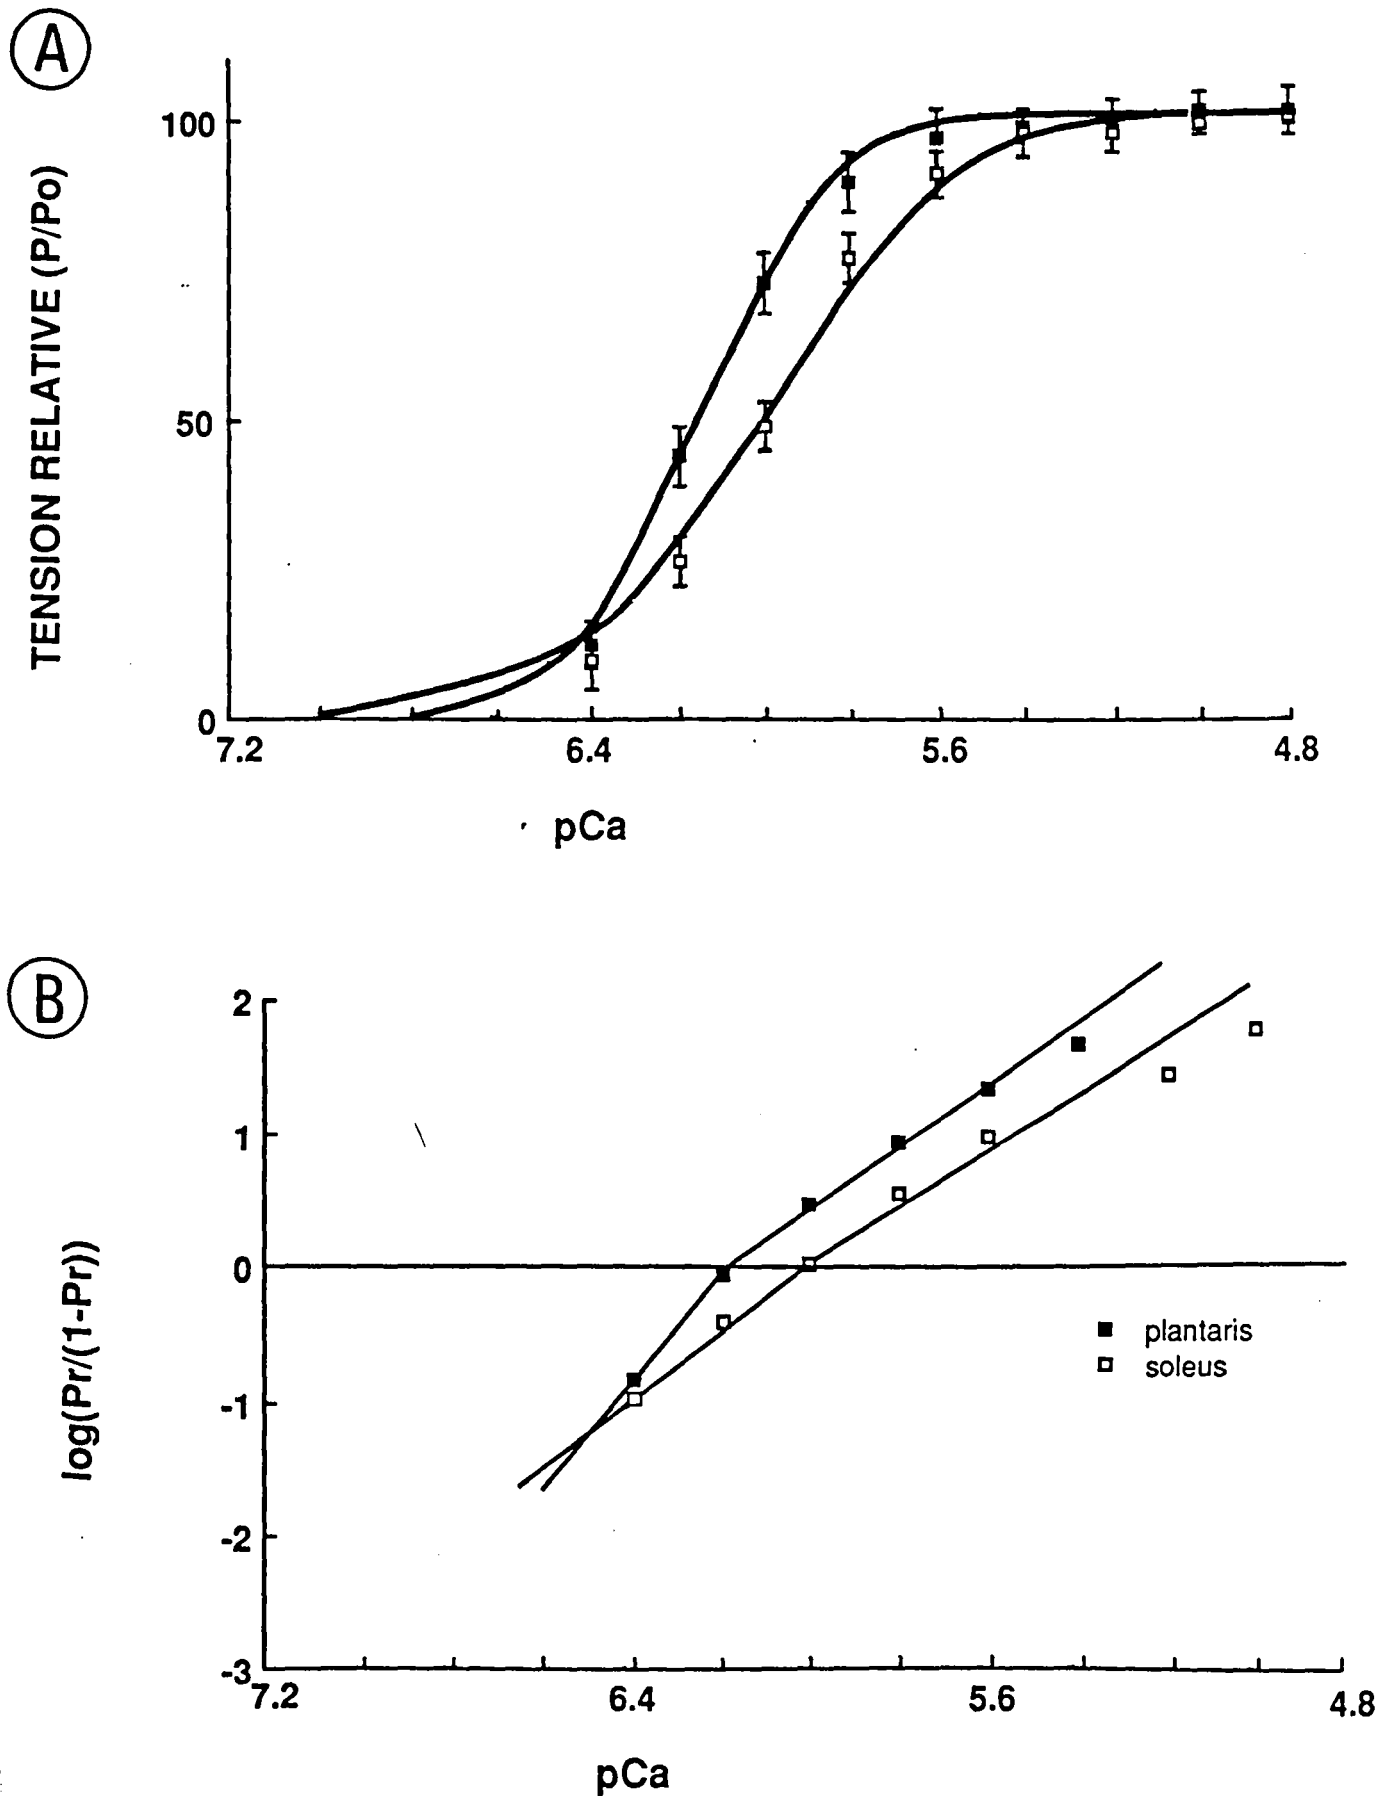 A
100
50
0
TENSION RELATIVE (P/Po)
7.2 6.4 5.6 4.8
pCa
B
2
1
0
-1
-2
-3
log(Pr/(1-Pr))
plantaris
soleus
7.2 6.4 5.6 4.8
pCa